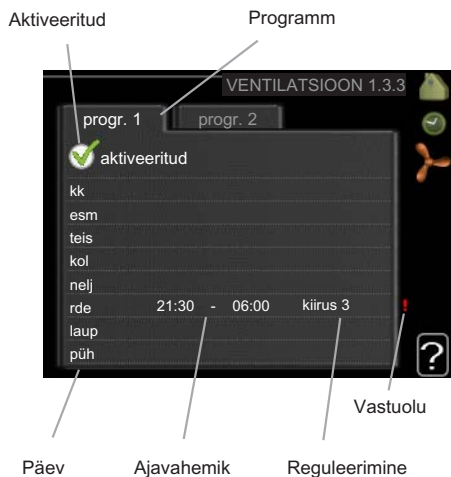 Aktiveeritud Programm
VENTILATSIOON 1.3.3
progr. 1 progr. 2
aktiveeritud
kk
esm
teis
kol
nelj
rde 21:30 - 06:00 kiirus 3 !
laup
püh
?
Vastuolu
Päev Ajavahemik Reguleerimine